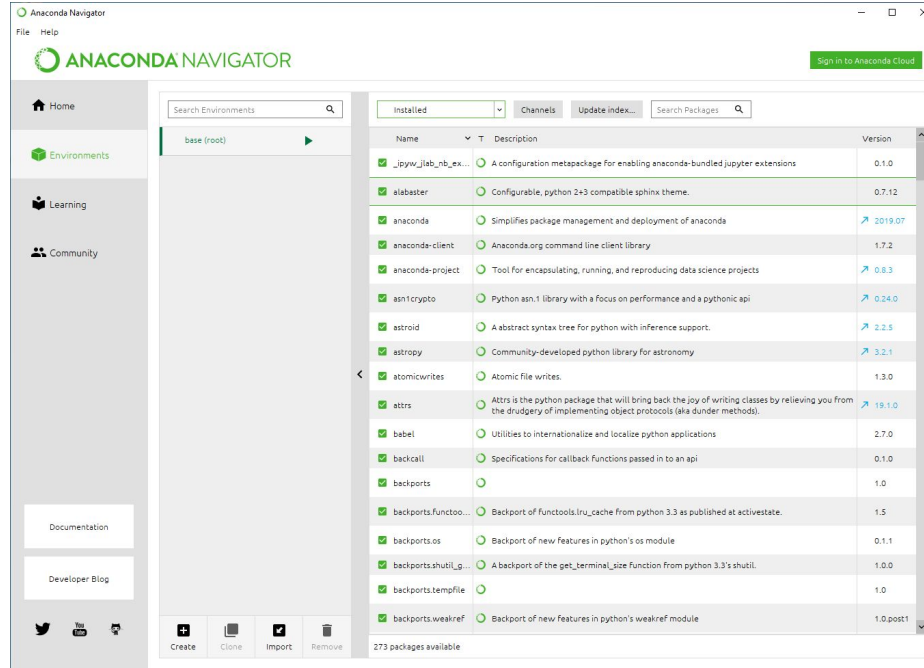 Anaconda Navigator
File Help
ANACONDA NAVIGATOR
Sign in to Anaconda Cloud
Home
Environments
Learning
Community
Documentation
Developer Blog
You Tube
Search Environments
base (root)
Create Clone Import Remove
Installed Channels Update index... Search Packages
Name T Description Version
_ipyw_jlab_nb_ex... A configuration metapackage for enabling anaconda-bundled jupyter extensions 0.1.0
alabaster Configurable, python 2+3 compatible sphinx theme. 0.7.12
anaconda Simplifies package management and deployment of anaconda 2019.07
anaconda-client Anaconda.org command line client library 1.7.2
anaconda-project Tool for encapsulating, running, and reproducing data science projects 0.8.3
asn1crypto Python asn.1 library with a focus on performance and a pythonic api 0.24.0
astroid A abstract syntax tree for python with inference support. 2.2.5
astropy Community-developed python library for astronomy 3.2.1
atomicwrites Atomic file writes. 1.3.0
attrs Attrs is the python package that will bring back the joy of writing classes by relieving you from
the drudgery of implementing object protocols (aka dunder methods). 19.1.0
babel Utilities to internationalize and localize python applications 2.7.0
backcall Specifications for callback functions passed in to an api 0.1.0
backports 1.0
backports.functoo... Backport of functools.lru_cache from python 3.3 as published at activestate. 1.5
backports.os Backport of new features in python's os module 0.1.1
backports.shutil_g... A backport of the get_terminal_size function from python 3.3's shutil. 1.0.0
backports.tempfile 1.0
backports.weakref Backport of new features in python's weakref module 1.0.post1
273 packages available